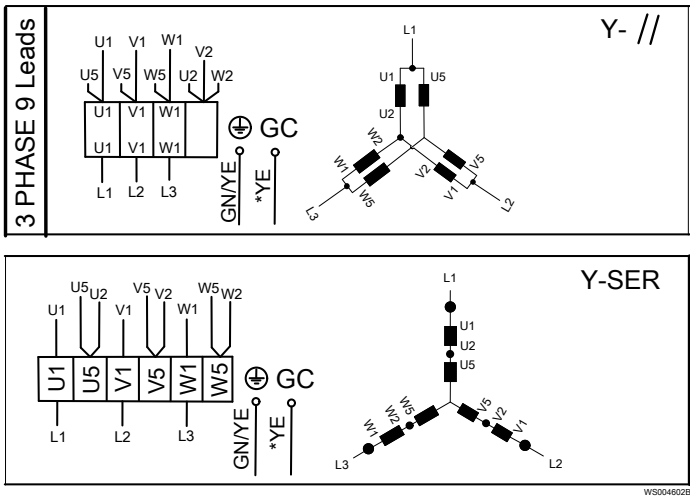 3 PHASE 9 Leads
Y- //
U1 V1 W1 V2
U5 V5 W5 U2 W2
U1 V1 W1
U1 V1 W1
L1 L2 L3
GC
GN/YE
*YE
L1
U1 U5
U2
W2
W1
W5
V5
V2
V1
L3
L2
Y-SER
U1 U5 U2 V1 V5 V2 W1 W5 W2
U1 U5 V1 V5 W1 W5
L1 L2 L3
GC
GN/YE
*YE
L1
U1
U2
U5
W1 W2 W5
V5 V2 V1
L3
L2
WS004602B